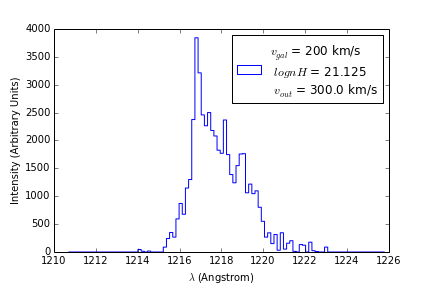 4000
3500
3000
2500
2000
1500
1000
500
0
Intensity (Arbitrary Units)
v_gal = 200 km/s
lognH = 21.125
v_out = 300.0 km/s
1210 1212 1214 1216 1218 1220 1222 1224 1226
λ (Angstrom)